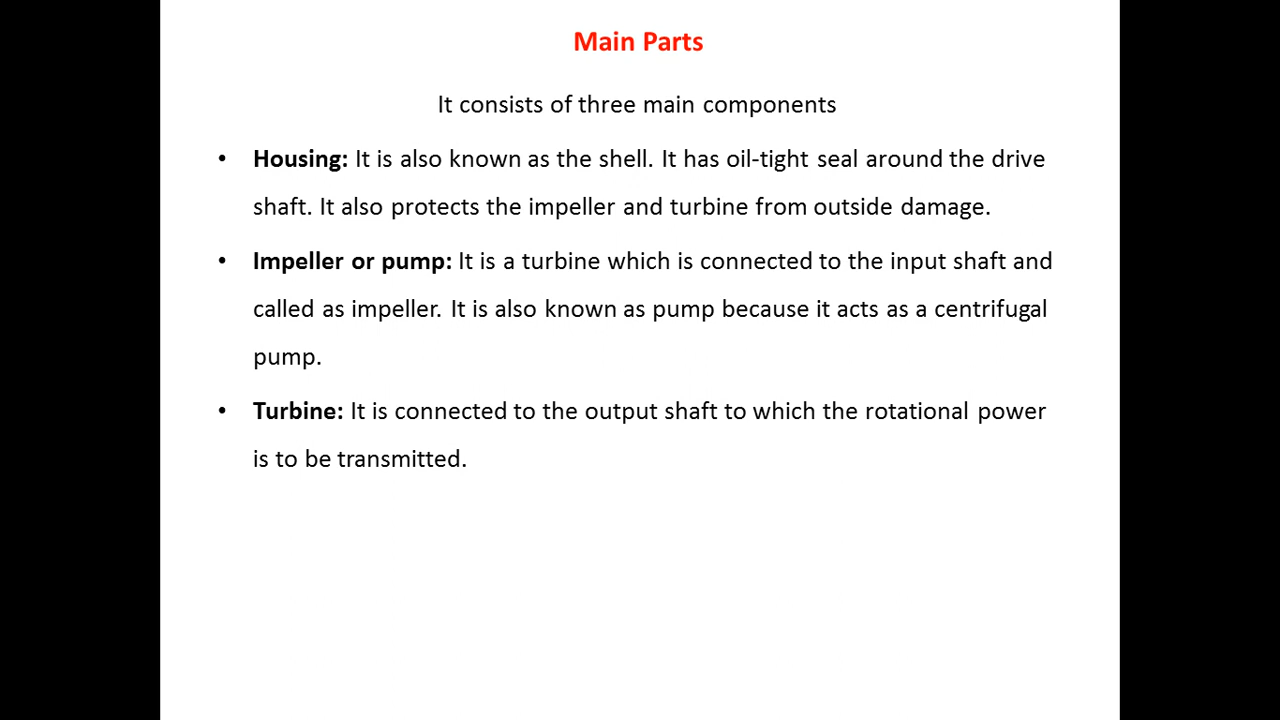 Main Parts
It consists of three main components
• Housing: It is also known as the shell. It has oil-tight seal around the drive
shaft. It also protects the impeller and turbine from outside damage.
• Impeller or pump: It is a turbine which is connected to the input shaft and
called as impeller. It is also known as pump because it acts as a centrifugal
pump.
• Turbine: It is connected to the output shaft to which the rotational power
is to be transmitted.